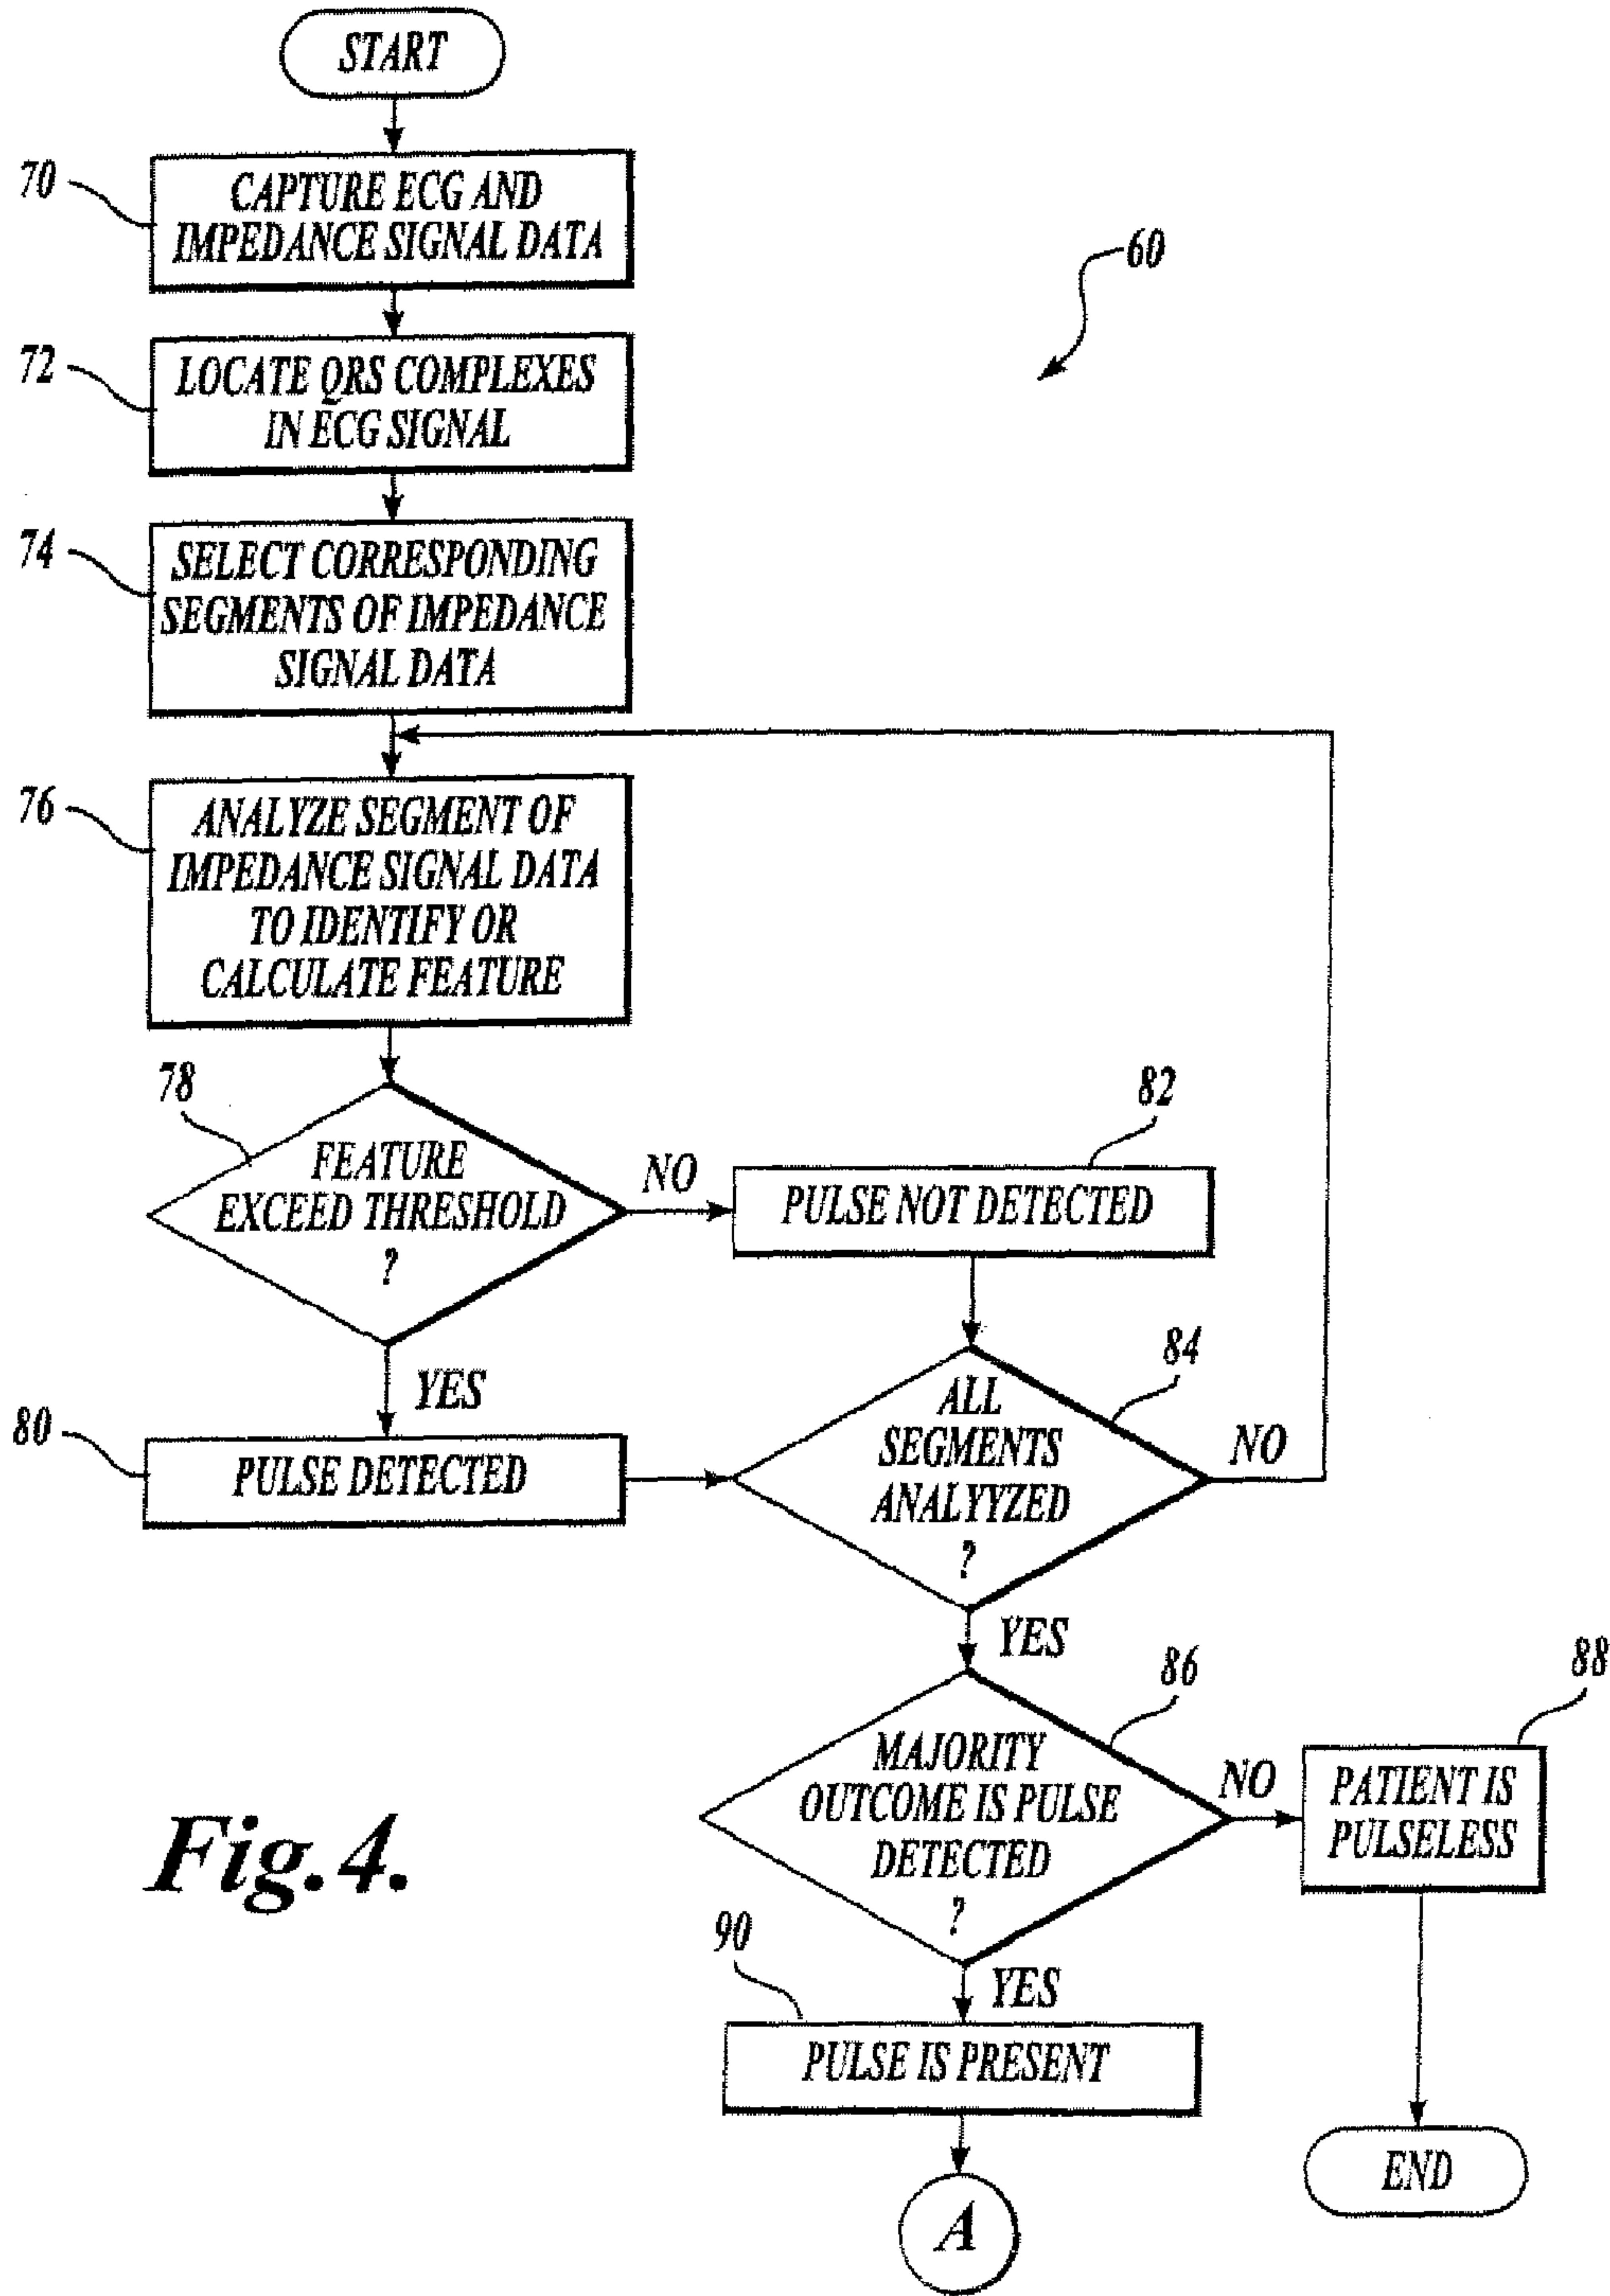 START
70
CAPTURE ECG AND
IMPEDANCE SIGNAL DATA
60
72
LOCATE QRS COMPLEXES
IN ECG SIGNAL
74
SELECT CORRESPONDING
SEGMENTS OF IMPEDANCE
SIGNAL DATA
76
ANALYZE SEGMENT OF
IMPEDANCE SIGNAL DATA
TO IDENTIFY OR
CALCULATE FEATURE
78
FEATURE
EXCEED THRESHOLD
?
NO
82
PULSE NOT DETECTED
YES
80
PULSE DETECTED
84
ALL
SEGMENTS
ANALYYZED
?
NO
YES
86
MAJORITY
OUTCOME IS PULSE
DETECTED
?
NO
88
PATIENT IS
PULSELESS
YES
90
PULSE IS PRESENT
A
END
Fig.4.